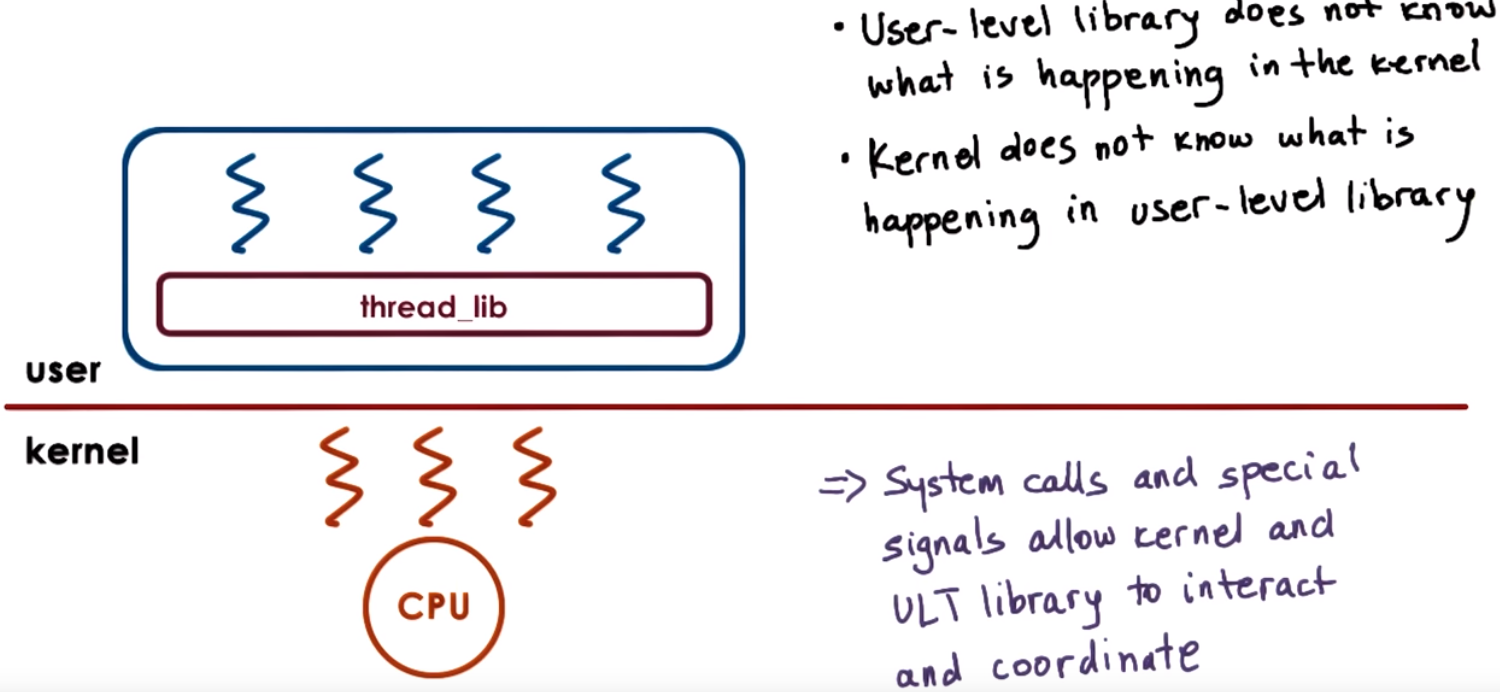 • User-level library does not know
what is happening in the kernel
• Kernel does not know what is
happening in user-level library
thread_lib
user
kernel
CPU
=> System calls and special
signals allow kernel and
ULT library to interact
and coordinate